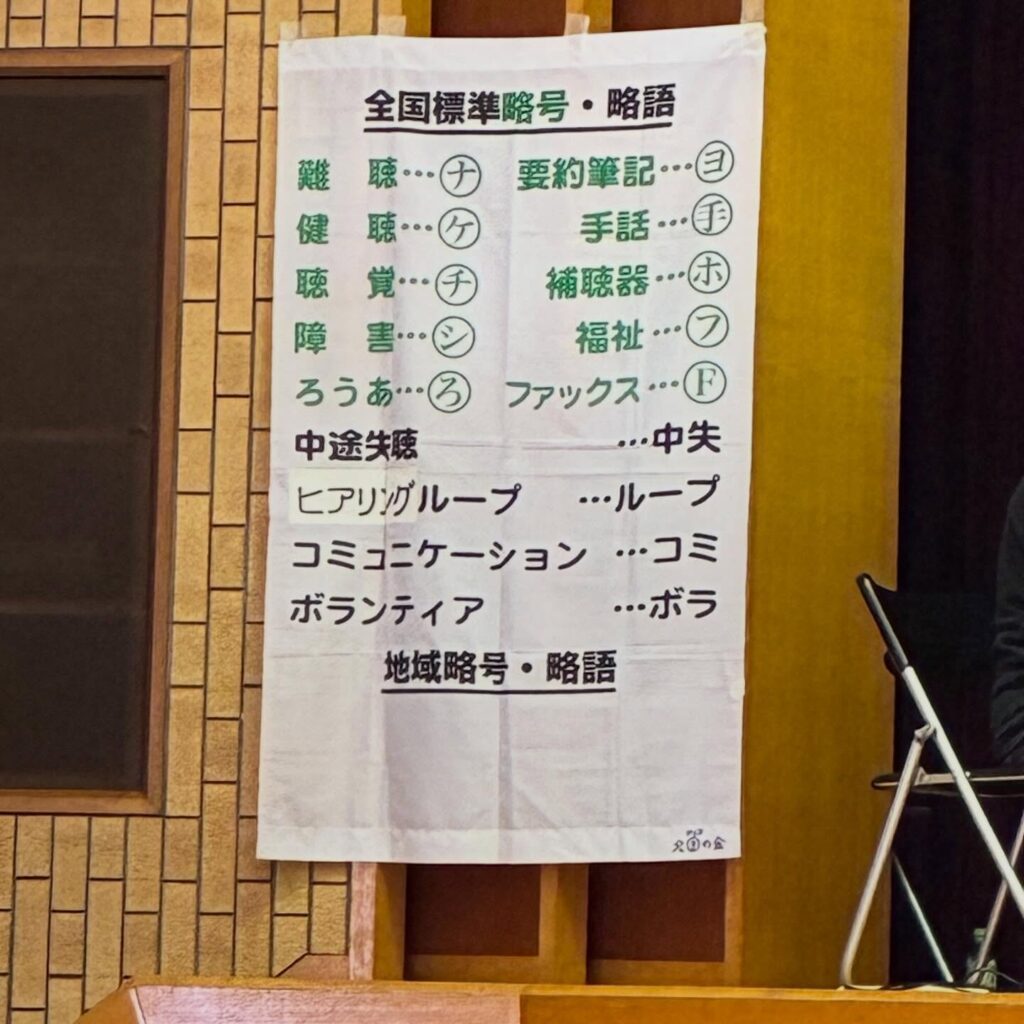 全国標準略号・略語
難　聴…㋤　要約筆記…㋵
健　聴…㋘　手話…手
聴　覚…㋠　補聴器…㋭
障　害…㋛　福祉…㋫
ろうあ…ろ　ファックス…Ⓕ
中途失聴　…中失
ヒアリングループ　…ループ
コミュニケーション　…コミ
ボランティア　…ボラ
地域略号・略語